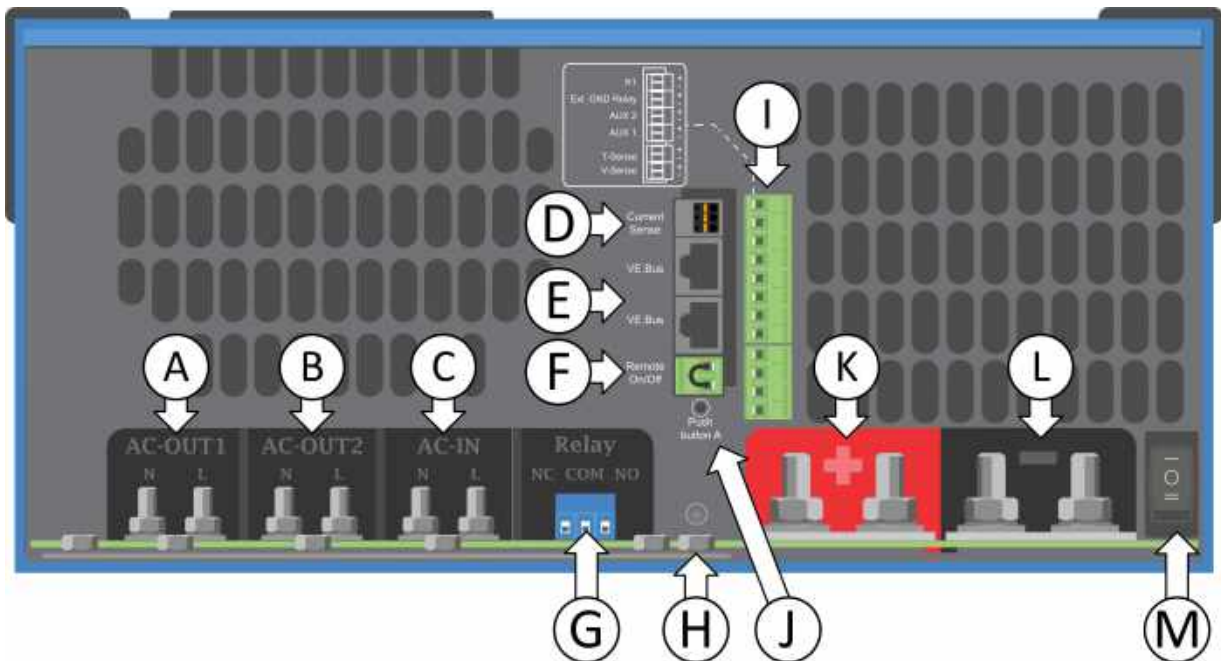 K1
Ext. GND Relay
AUX 2
AUX 1
T-Sense
V-Sense
I
D
Current
Sense
VE.Bus
E
VE.Bus
F
Remote
On/Off
Push
button A
A
B
C
K
L
AC-OUT1
AC-OUT2
AC-IN
Relay
N L
N L
N L
NC COM NO
G
H
J
M